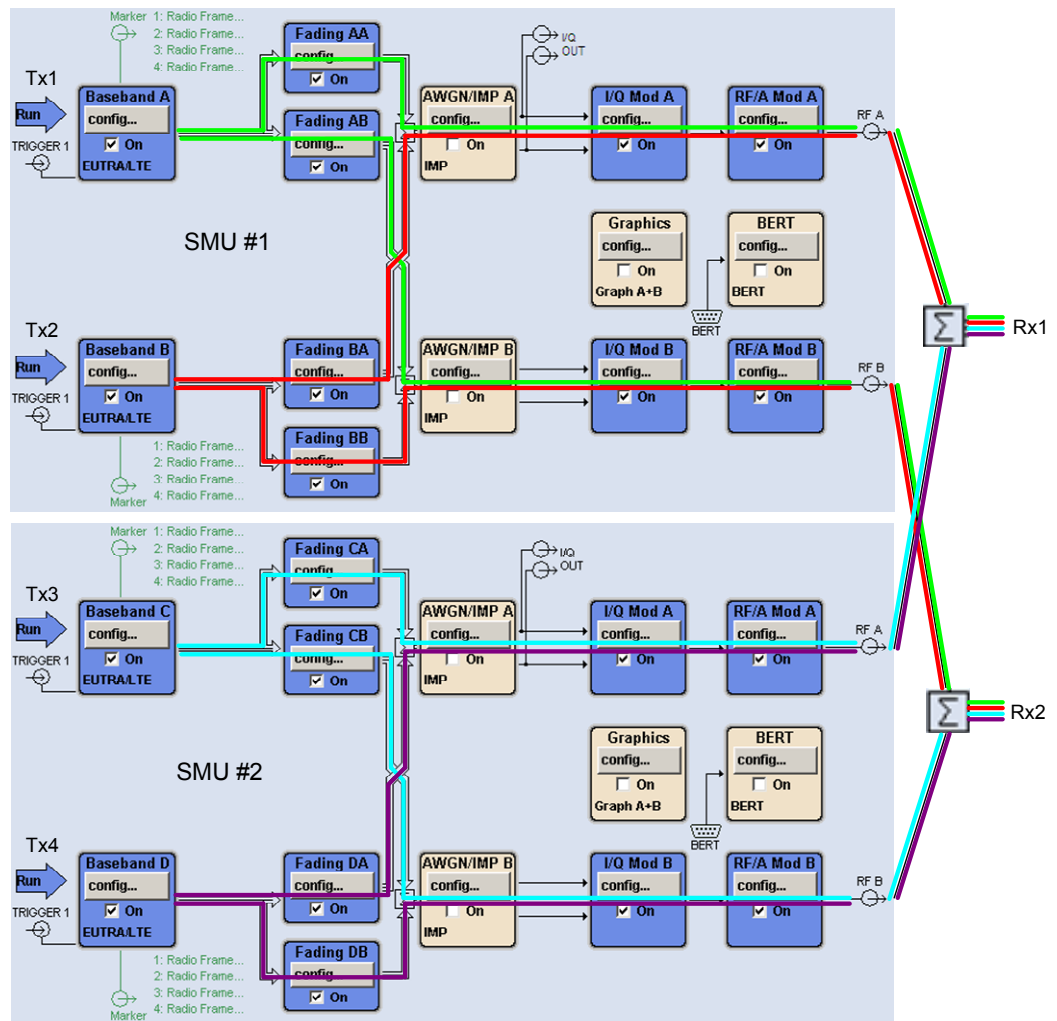 Marker 1: Radio Frame...
2: Radio Frame...
3: Radio Frame...
4: Radio Frame...
Tx1
Run
TRIGGER 1
Baseband A
config...
On
EUTRA/LTE
Fading AA
config...
On
Fading AB
config...
On
AWGN/IMP A
config...
On
IMP
I/Q
OUT
I/Q Mod A
config...
On
RF/A Mod A
config...
On
RF A
SMU #1
Graphics
config...
On
Graph A+B
BERT
config...
On
BERT
BERT
Rx1
Tx2
Run
TRIGGER 1
Baseband B
config...
On
EUTRA/LTE
Fading BA
config...
On
Fading BB
config...
On
AWGN/IMP B
config...
On
IMP
I/Q Mod B
config...
On
RF/A Mod B
config...
On
RF B
1: Radio Frame...
2: Radio Frame...
3: Radio Frame...
Marker 4: Radio Frame...
Marker 1: Radio Frame...
2: Radio Frame...
3: Radio Frame...
4: Radio Frame...
Tx3
Run
TRIGGER 1
Baseband C
config...
On
EUTRA/LTE
Fading CA
config...
On
Fading CB
config...
On
AWGN/IMP A
config...
On
IMP
I/Q
OUT
I/Q Mod A
config...
On
RF/A Mod A
config...
On
RF A
Rx2
SMU #2
Graphics
config...
On
Graph A+B
BERT
config...
On
BERT
BERT
Tx4
Run
TRIGGER 1
Baseband D
config...
On
EUTRA/LTE
Fading DA
config...
On
Fading DB
config...
On
AWGN/IMP B
config...
On
IMP
I/Q Mod B
config...
On
RF/A Mod B
config...
On
RF B
1: Radio Frame...
2: Radio Frame...
3: Radio Frame...
Marker 4: Radio Frame...